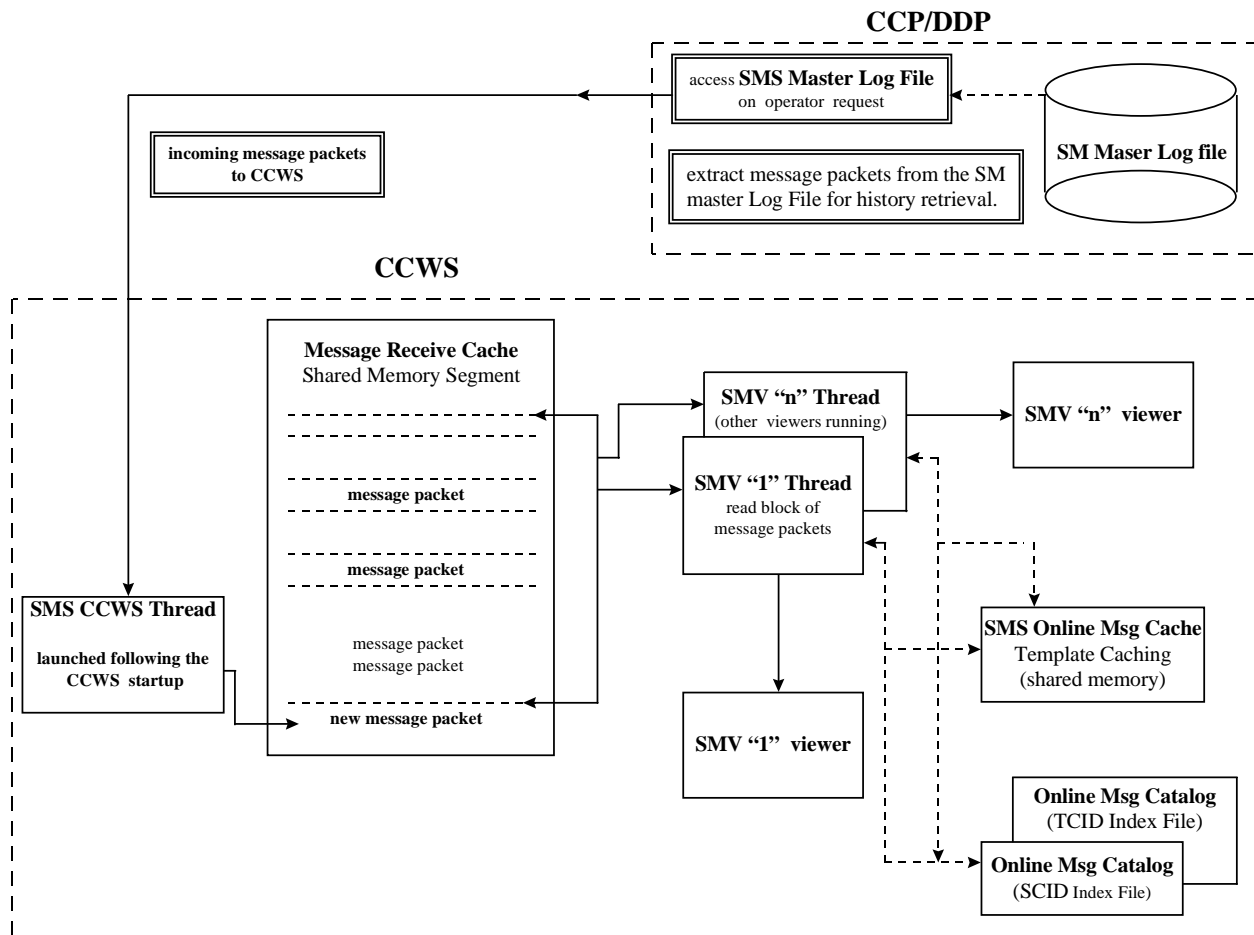 CCP/DDP
access SMS Master Log File
on operator request
SM Maser Log file
incoming message packets
to CCWS
extract message packets from the SM
master Log File for history retrieval.
CCWS
Message Receive Cache
Shared Memory Segment
message packet
message packet
message packet
message packet
new message packet
SMV “n” Thread
(other viewers running)
SMV “n” viewer
SMV “1” Thread
read block of
message packets
SMS CCWS Thread
launched following the
CCWS startup
SMS Online Msg Cache
Template Caching
(shared memory)
SMV “1” viewer
Online Msg Catalog
(TCID Index File)
Online Msg Catalog
(SCID Index File)